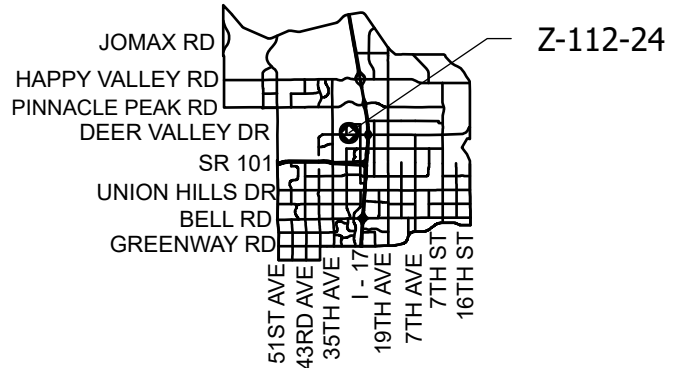 JOMAX RD
Z-112-24
HAPPY VALLEY RD
PINNACLE PEAK RD
DEER VALLEY DR
SR 101
UNION HILLS DR
BELL RD
GREENWAY RD
51ST AVE
43RD AVE
35TH AVE
I - 17
19TH AVE
7TH AVE
7TH ST
16TH ST